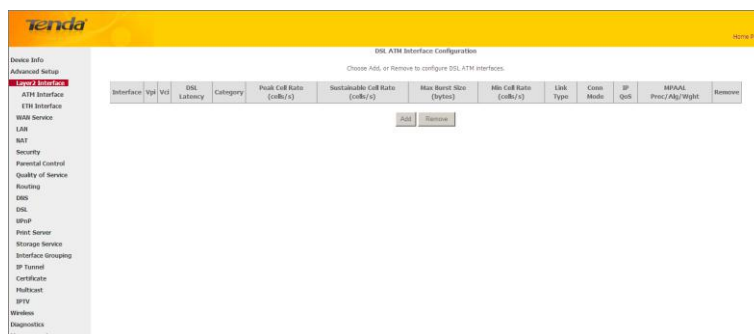 Tenda
Home P
Device Info
Advanced Setup
Layer2 Interface
ATM Interface
ETH Interface
WAN Service
LAN
NAT
Security
Parental Control
Quality of Service
Routing
DNS
DSL
UPnP
Print Server
Storage Service
Interface Grouping
IP Tunnel
Certificate
Multicast
IPTV
Wireless
Diagnostics
DSL ATM Interface Configuration
Choose Add, or Remove to configure DSL ATM interfaces.
Interface Vpi Vci DSL Latency Category Peak Cell Rate (cells/s) Sustainable Cell Rate (cells/s) Max Burst Size (bytes) Min Cell Rate (cells/s) Link Type Conn Mode IP QoS MPAAL Prec/Alg/Wght Remove
Add Remove